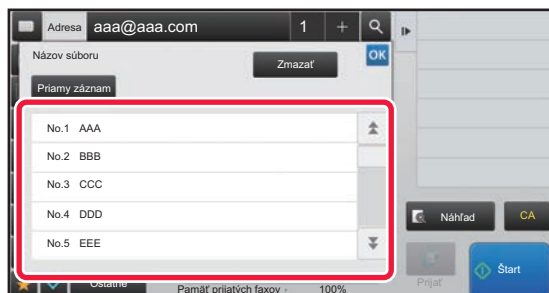 Adresa aaa@aaa.com 1 +
Názov súboru Zmazať OK
Priamy záznam
No.1 AAA
No.2 BBB
No.3 CCC
No.4 DDD
No.5 EEE
Náhľad CA
Ostatné
Pamäť prijatých faxov - 100%
Prijať
Štart